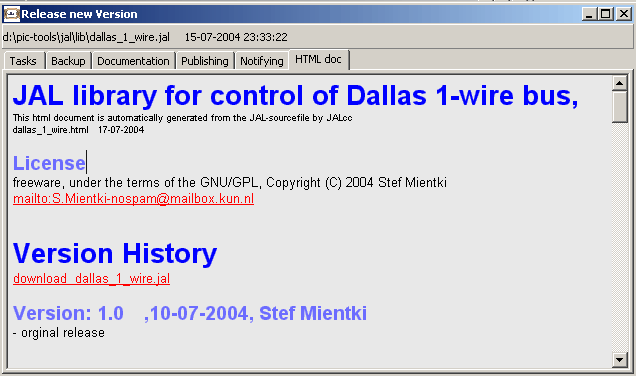 Release new Version
d:\pic-tools\jal\lib\dallas_1_wire.jal 15-07-2004 23:33:22
Tasks Backup Documentation Publishing Notifying HTML doc
JAL library for control of Dallas 1-wire bus,
This html document is automatically generated from the JAL-sourcefile by JALcc
dallas_1_wire.html 17-07-2004
License
freeware, under the terms of the GNU/GPL, Copyright (C) 2004 Stef Mientki
mailto:S.Mientki-nospam@mailbox.kun.nl
Version History
download dallas_1_wire.jal
Version: 1.0 ,10-07-2004, Stef Mientki
- orginal release